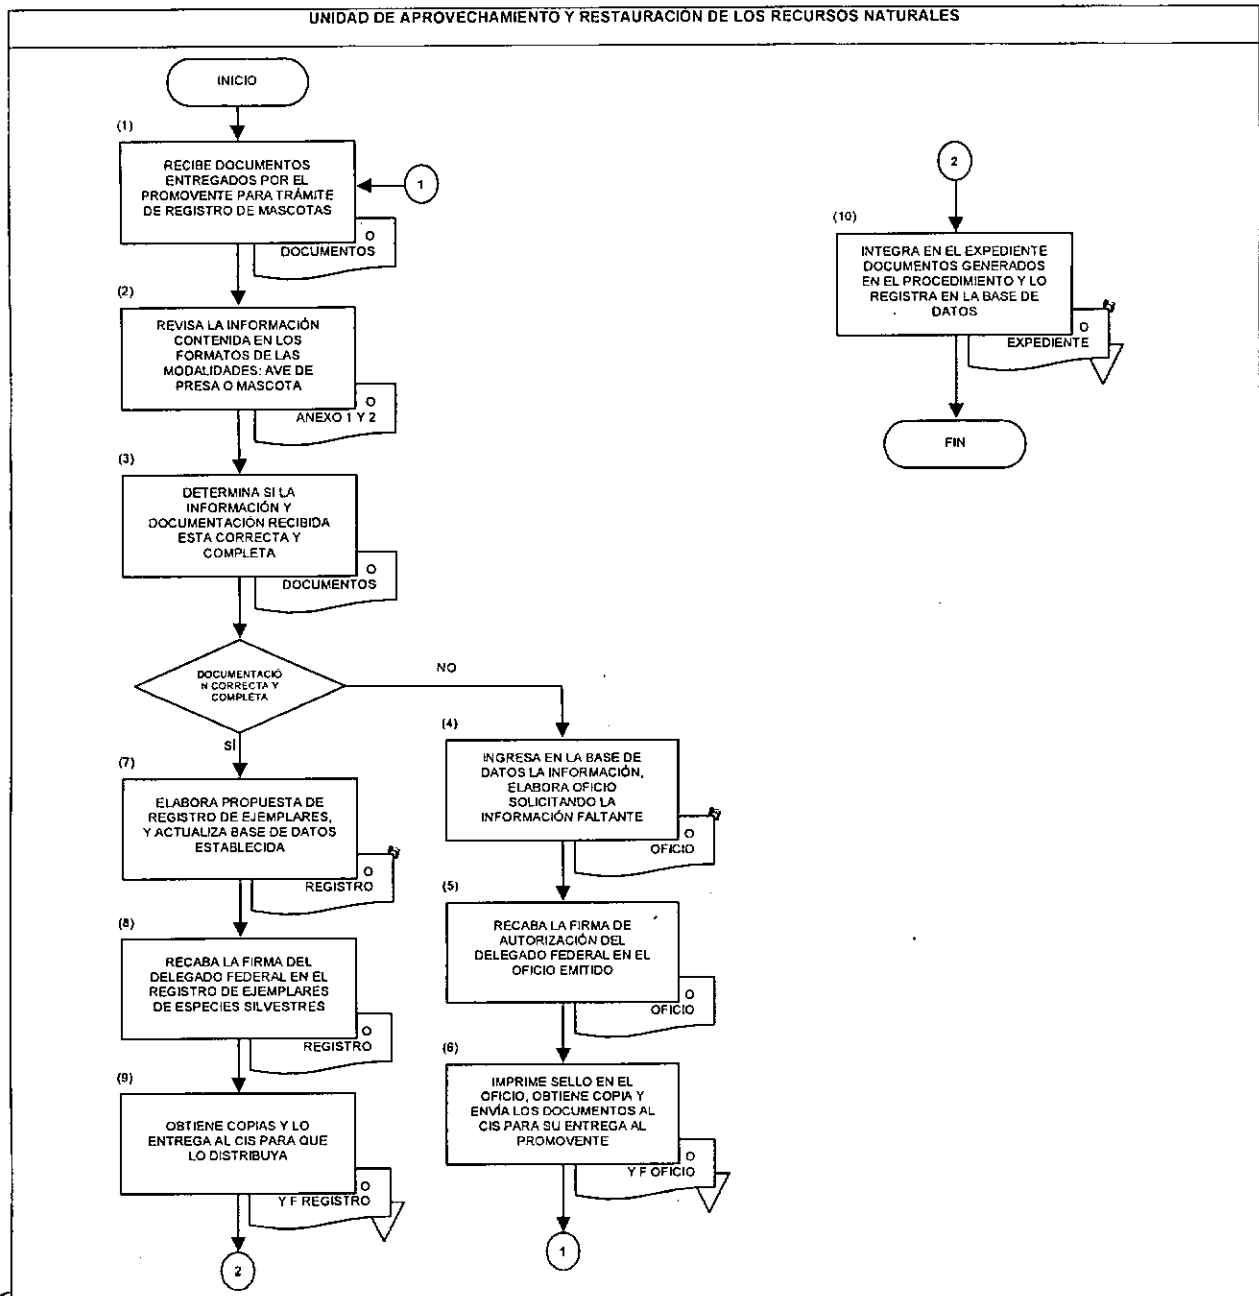 UNIDAD DE APROVECHAMIENTO Y RESTAURACIÓN DE LOS RECURSOS NATURALES
INICIO
(1)
RECIBE DOCUMENTOS
ENTREGADOS POR EL
PROMOVENTE PARA TRÁMITE
DE REGISTRO DE MASCOTAS
1
O
DOCUMENTOS
(2)
REVISA LA INFORMACIÓN
CONTENIDA EN LOS
FORMATOS DE LAS
MODALIDADES: AVE DE
PRESA O MASCOTA
O
ANEXO 1 Y 2
(3)
DETERMINA SI LA
INFORMACIÓN Y
DOCUMENTACIÓN RECIBIDA
ESTA CORRECTA Y
COMPLETA
O
DOCUMENTOS
DOCUMENTACIÓ
N CORRECTA Y
COMPLETA
NO
SÍ
(7)
ELABORA PROPUESTA DE
REGISTRO DE EJEMPLARES,
Y ACTUALIZA BASE DE DATOS
ESTABLECIDA
O
REGISTRO
(8)
RECABA LA FIRMA DEL
DELEGADO FEDERAL EN EL
REGISTRO DE EJEMPLARES
DE ESPECIES SILVESTRES
O
REGISTRO
(9)
OBTIENE COPIAS Y LO
ENTREGA AL CIS PARA QUE
LO DISTRIBUYA
O
Y F REGISTRO
2
(4)
INGRESA EN LA BASE DE
DATOS LA INFORMACIÓN,
ELABORA OFICIO
SOLICITANDO LA
INFORMACIÓN FALTANTE
O
OFICIO
(5)
RECABA LA FIRMA DE
AUTORIZACIÓN DEL
DELEGADO FEDERAL EN EL
OFICIO EMITIDO
O
OFICIO
(6)
IMPRIME SELLO EN EL
OFICIO, OBTIENE COPIA Y
ENVÍA LOS DOCUMENTOS AL
CIS PARA SU ENTREGA AL
PROMOVENTE
O
Y F OFICIO
1
2
(10)
INTEGRA EN EL EXPEDIENTE
DOCUMENTOS GENERADOS
EN EL PROCEDIMIENTO Y LO
REGISTRA EN LA BASE DE
DATOS
O
EXPEDIENTE
FIN